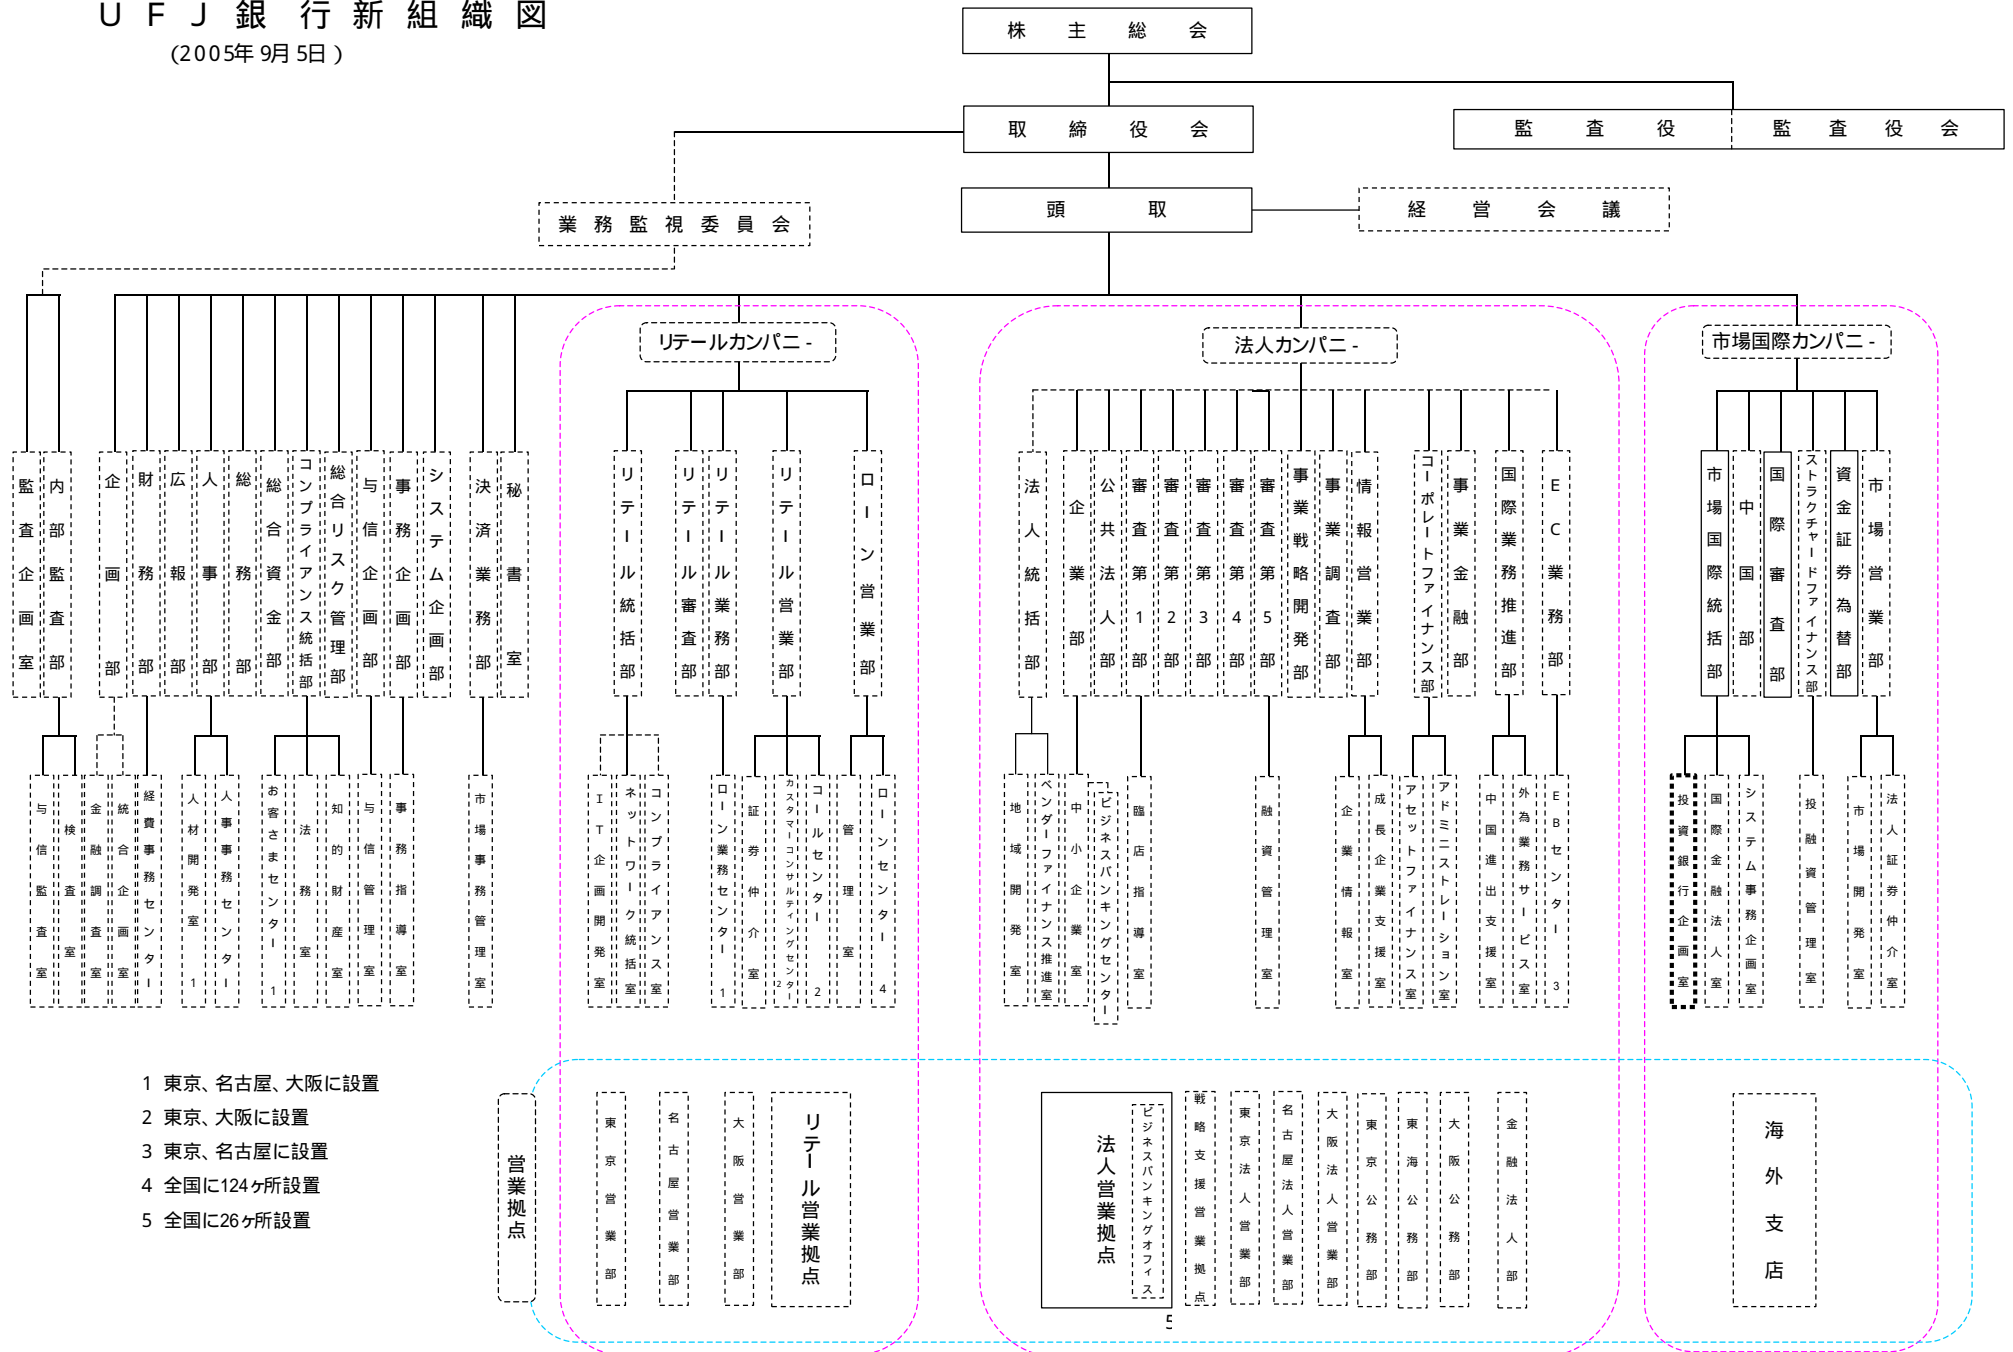 UFJ銀行新組織図
(2005年9月5日)
株主総会
取締役会
監査役 監査役会
頭取
経営会議
業務監視委員会
リテールカンパニ-
法人カンパニ-
市場国際カンパニ-
監査企画室
内部監査部
企画部
財務部
広報部
人事部
総務部
総合資金部
コンプライアンス統括部
総合リスク管理部
与信企画部
事務企画部
システム企画部
決済業務部
秘書室
リテール統括部
リテール審査部
リテール業務部
リテール営業部
ローン営業部
法人統括部
企業部
公共法人部
審査第1部
審査第2部
審査第3部
審査第4部
審査第5部
事業戦略開発部
事業調査部
情報営業部
コーポレートファイナンス部
事業金融部
国際業務推進部
EC業務部
市場国際統括部
中国部
国際審査部
ストラクチャードファイナンス部
資金証券為替部
市場営業部
与信監査室
検査室
金融調査室
統合企画室
経費事務センター
人材開発室 1
人事事務センター
お客さまセンター 1
法務室
知的財産室
与信管理室
事務指導室
市場事務管理室
IT企画開発室
ネットワーク統括室
コンプライアンス室
ローン業務センター 1
証券仲介室
カスタマーコンサルティングセンター 2
コールセンター 2
管理室
ローンセンター 4
地域開発室
ベンダーファイナンス推進室
中小企業室
ビジネスバンキングセンター
臨店指導室
融資管理室
企業情報室
成長企業支援室
アセットファイナンス室
アドミニストレーション室
中国進出支援室
外為業務サービス室
EBセンター 3
投資銀行企画室
国際金融法人室
システム事務企画室
投融資管理室
市場開発室
法人証券仲介室
1 東京、名古屋、大阪に設置
2 東京、大阪に設置
3 東京、名古屋に設置
4 全国に124ヶ所設置
5 全国に26ヶ所設置
営業拠点
東京営業部
名古屋営業部
大阪営業部
リテール営業拠点
法人営業拠点
ビジネスバンキングオフィス
5
戦略支援営業拠点
東京法人営業部
名古屋法人営業部
大阪法人営業部
東京公務部
東海公務部
大阪公務部
金融法人部
海外支店